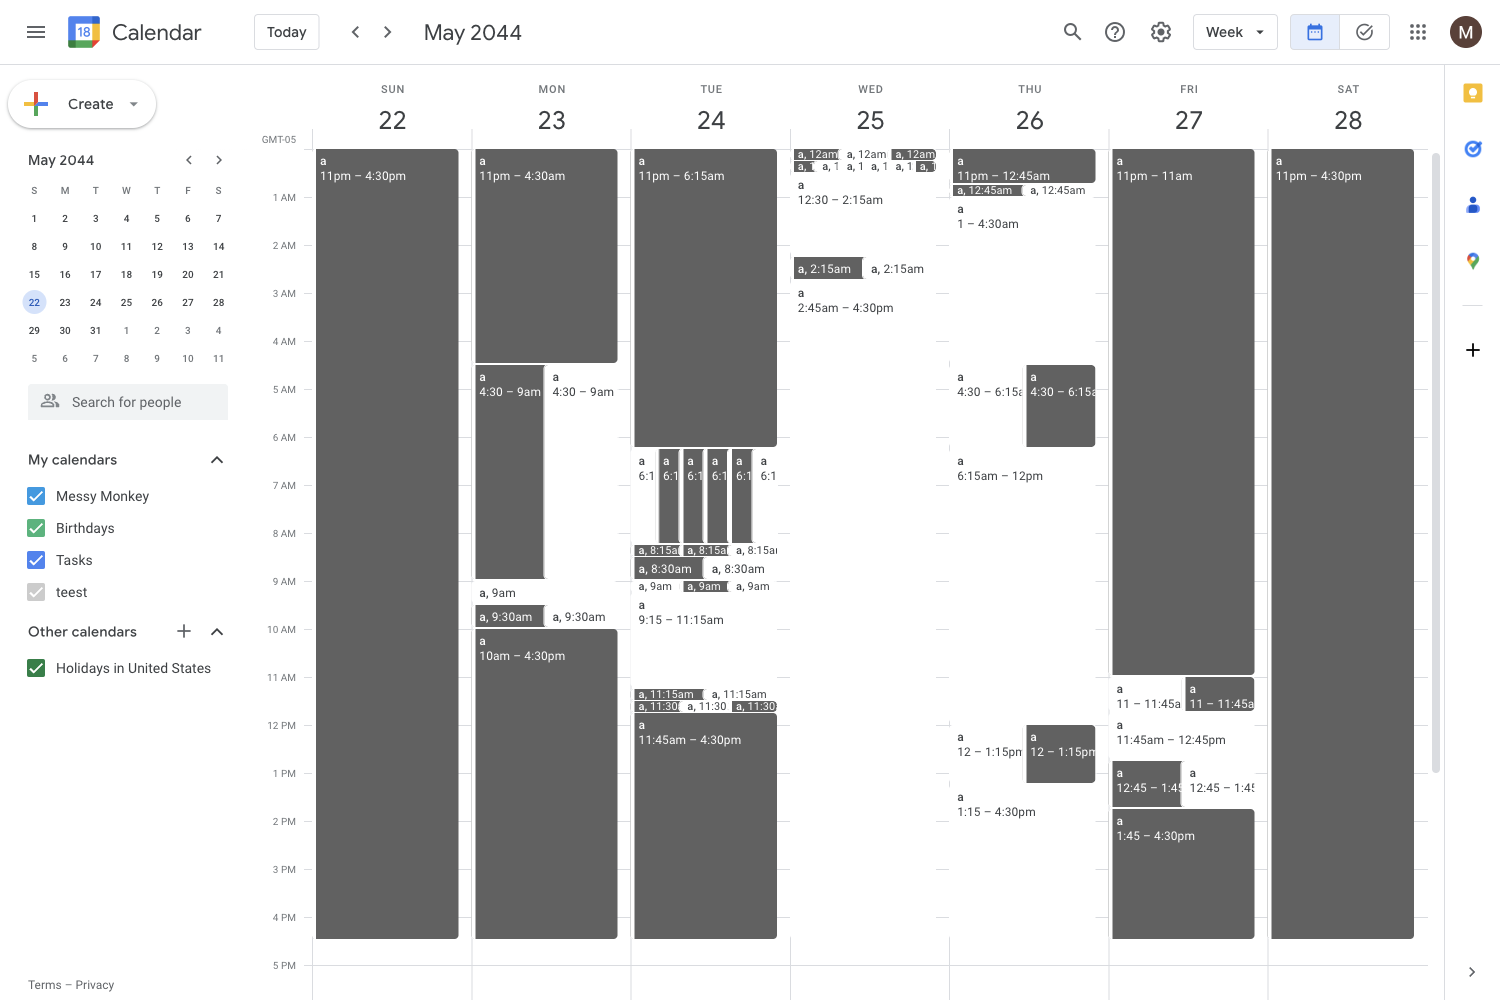 18 Calendar Today May 2044 Week M
Create
SUN MON TUE WED THU FRI SAT
22 23 24 25 26 27 28
GMT-05
May 2044
S M T W T F S
1 2 3 4 5 6 7
8 9 10 11 12 13 14
15 16 17 18 19 20 21
22 23 24 25 26 27 28
29 30 31 1 2 3 4
5 6 7 8 9 10 11
Search for people
My calendars
Messy Monkey
Birthdays
Tasks
teest
Other calendars
Holidays in United States
Terms – Privacy
1 AM
2 AM
3 AM
4 AM
5 AM
6 AM
7 AM
8 AM
9 AM
10 AM
11 AM
12 PM
1 PM
2 PM
3 PM
4 PM
5 PM
a
11pm – 4:30pm
a
11pm – 4:30am
a
4:30 – 9am
a
4:30 – 9am
a, 9am
a, 9:30am
a, 9:30am
a
10am – 4:30pm
a
11pm – 6:15am
a
6:1
a
6:1
a
6:1
a
6:1
a
6:1
a
6:1
a, 8:15a
a, 8:15a
a, 8:15a
a, 8:30am
a, 8:30am
a, 9am
a, 9am
a, 9am
a
9:15 – 11:15am
a, 11:15am
a, 11:15am
a, 11:30
a, 11:30
a, 11:30
a
11:45am – 4:30pm
a, 12am
a, 12am
a, 12am
a, 1
a, 1
a, 1
a, 1
a, 1
a, 1
a
12:30 – 2:15am
a, 2:15am
a, 2:15am
a
2:45am – 4:30pm
a
11pm – 12:45am
a, 12:45am
a, 12:45am
a
1 – 4:30am
a
4:30 – 6:15a
a
4:30 – 6:15a
a
6:15am – 12pm
a
12 – 1:15pm
a
12 – 1:15pm
a
1:15 – 4:30pm
a
11pm – 11am
a
11 – 11:45a
a
11 – 11:45a
a
11:45am – 12:45pm
a
12:45 – 1:45
a
12:45 – 1:45
a
1:45 – 4:30pm
a
11pm – 4:30pm